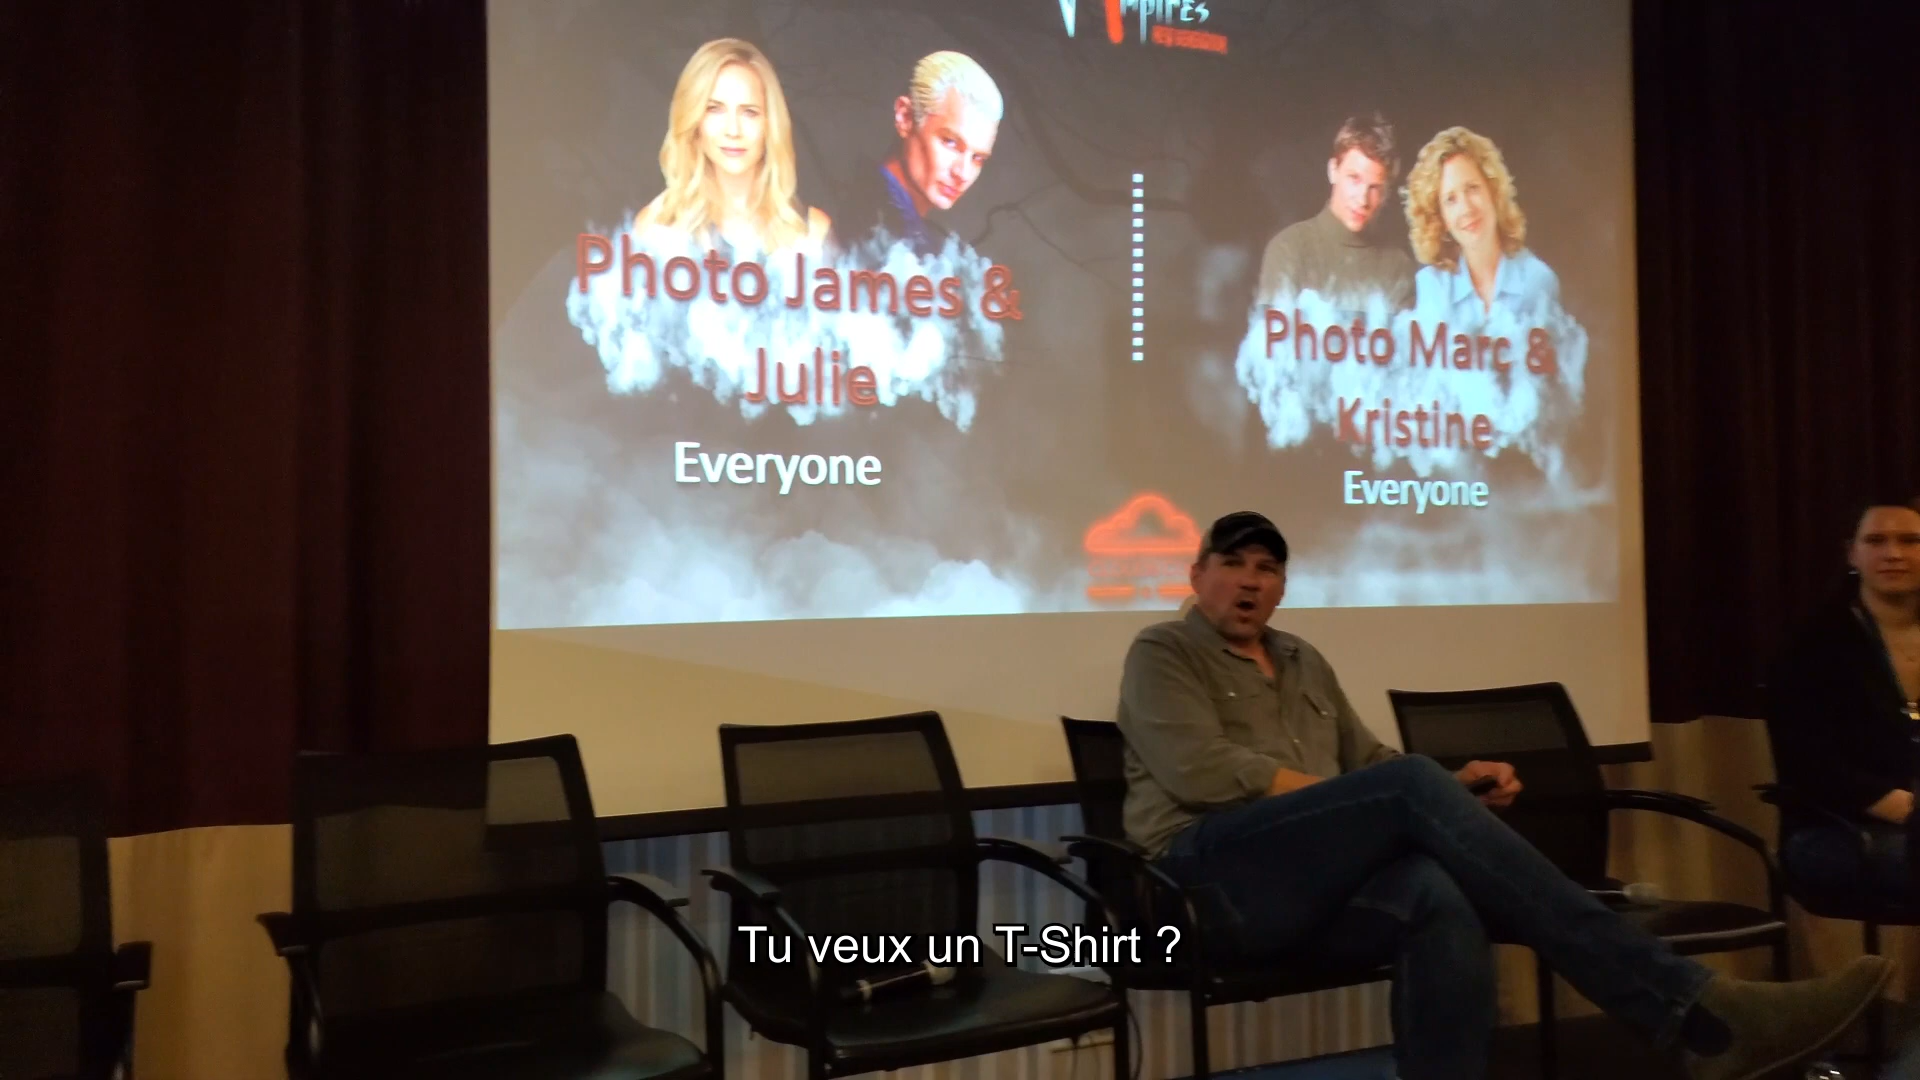 Photo James &
Julie
Everyone
Photo Marc &
Kristine
Everyone
Tu veux un T-Shirt ?